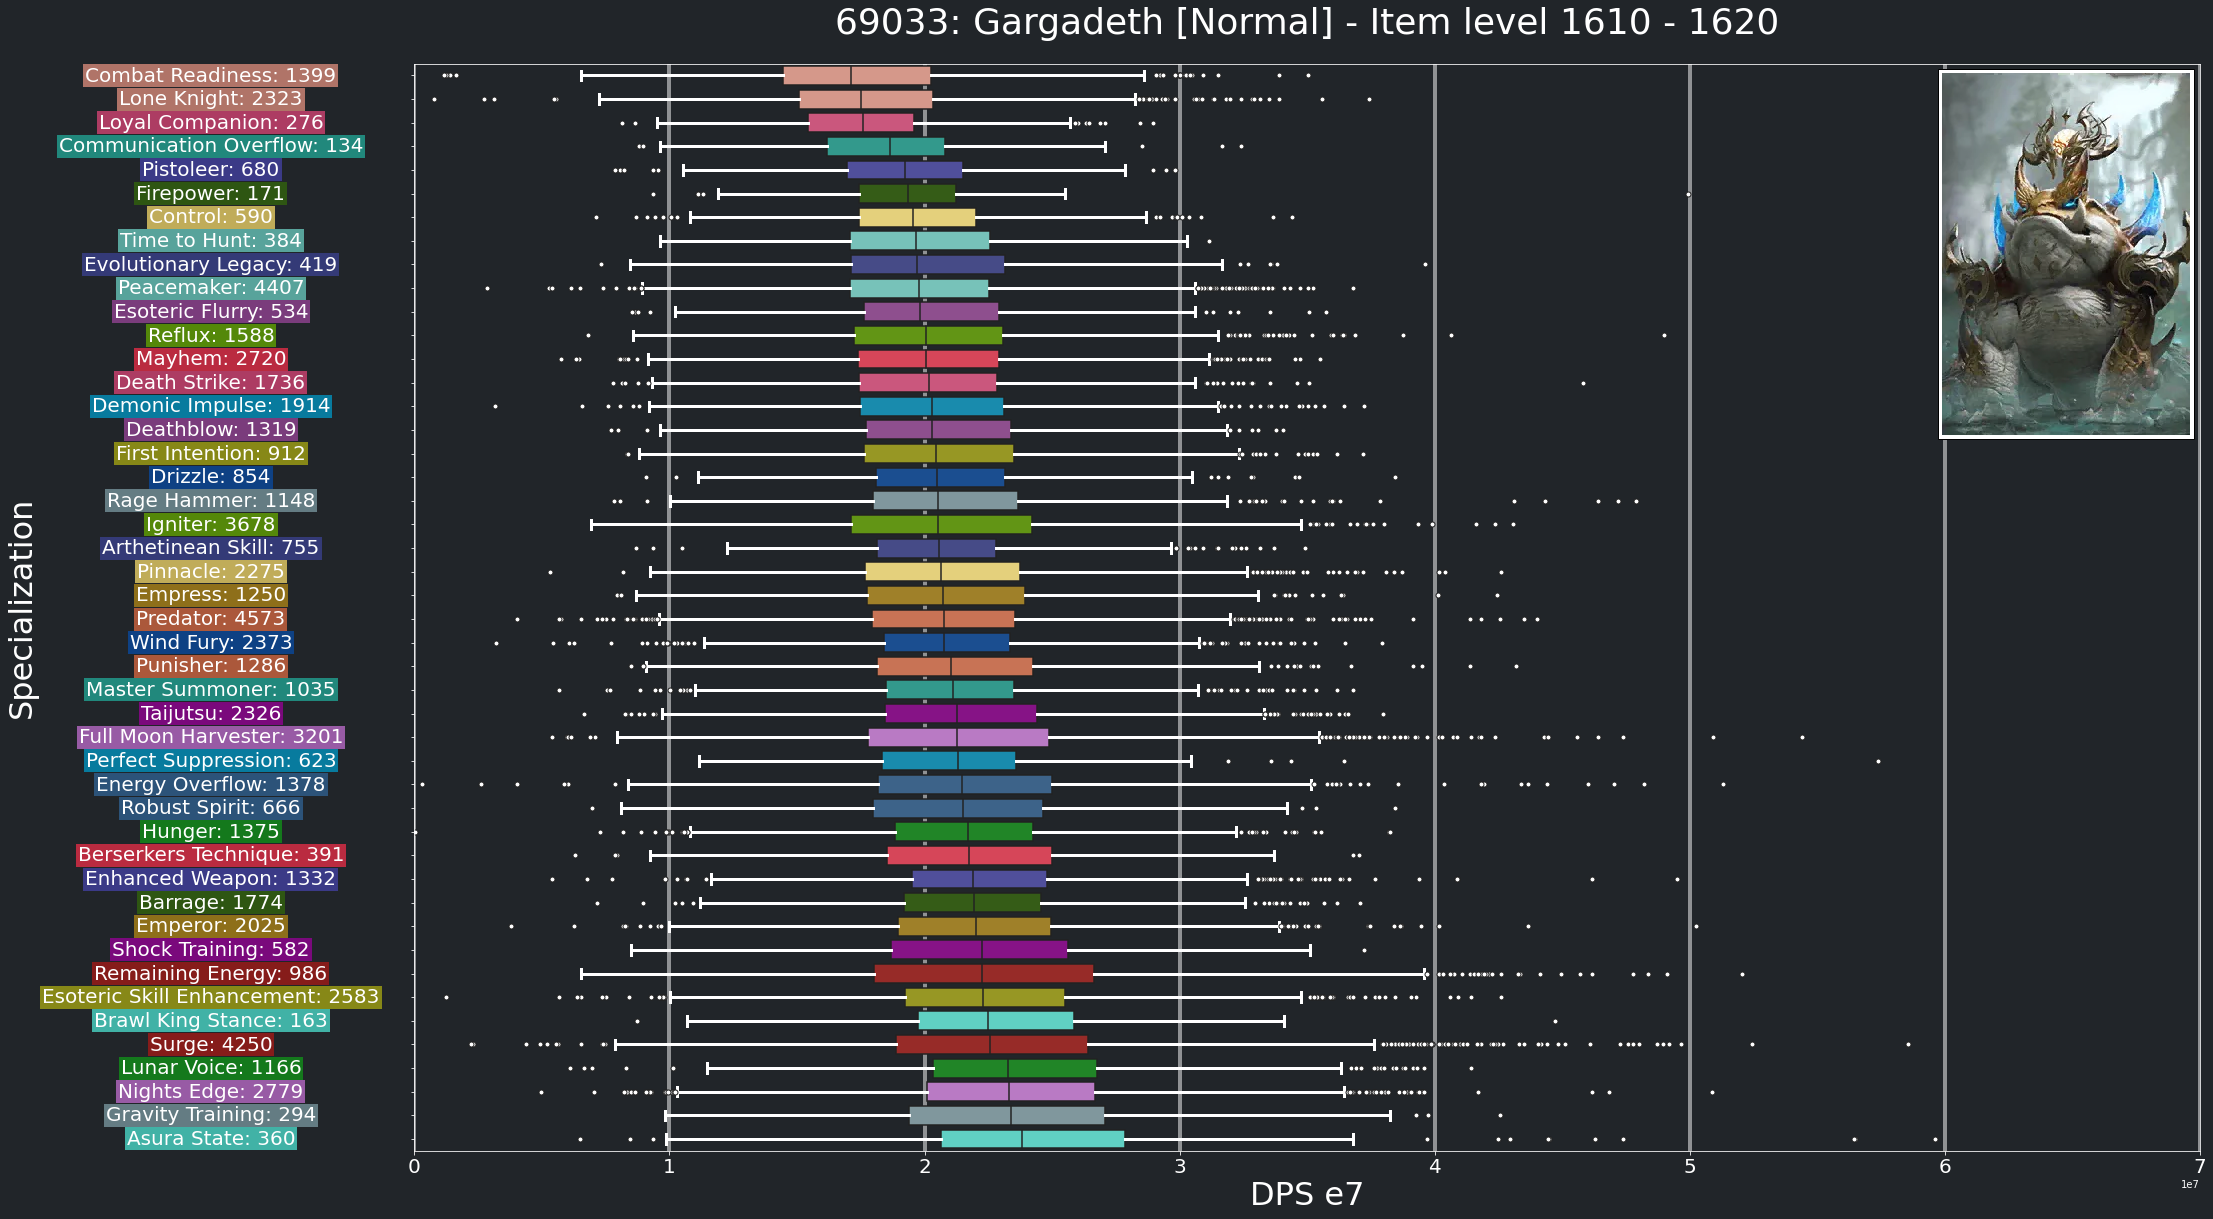 69033: Gargadeth [Normal] - Item level 1610 - 1620
Specialization
Combat Readiness: 1399
Lone Knight: 2323
Loyal Companion: 276
Communication Overflow: 134
Pistoleer: 680
Firepower: 171
Control: 590
Time to Hunt: 384
Evolutionary Legacy: 419
Peacemaker: 4407
Esoteric Flurry: 534
Reflux: 1588
Mayhem: 2720
Death Strike: 1736
Demonic Impulse: 1914
Deathblow: 1319
First Intention: 912
Drizzle: 854
Rage Hammer: 1148
Igniter: 3678
Arthetinean Skill: 755
Pinnacle: 2275
Empress: 1250
Predator: 4573
Wind Fury: 2373
Punisher: 1286
Master Summoner: 1035
Taijutsu: 2326
Full Moon Harvester: 3201
Perfect Suppression: 623
Energy Overflow: 1378
Robust Spirit: 666
Hunger: 1375
Berserkers Technique: 391
Enhanced Weapon: 1332
Barrage: 1774
Emperor: 2025
Shock Training: 582
Remaining Energy: 986
Esoteric Skill Enhancement: 2583
Brawl King Stance: 163
Surge: 4250
Lunar Voice: 1166
Nights Edge: 2779
Gravity Training: 294
Asura State: 360
0 1 2 3 4 5 6 7
1e7
DPS e7